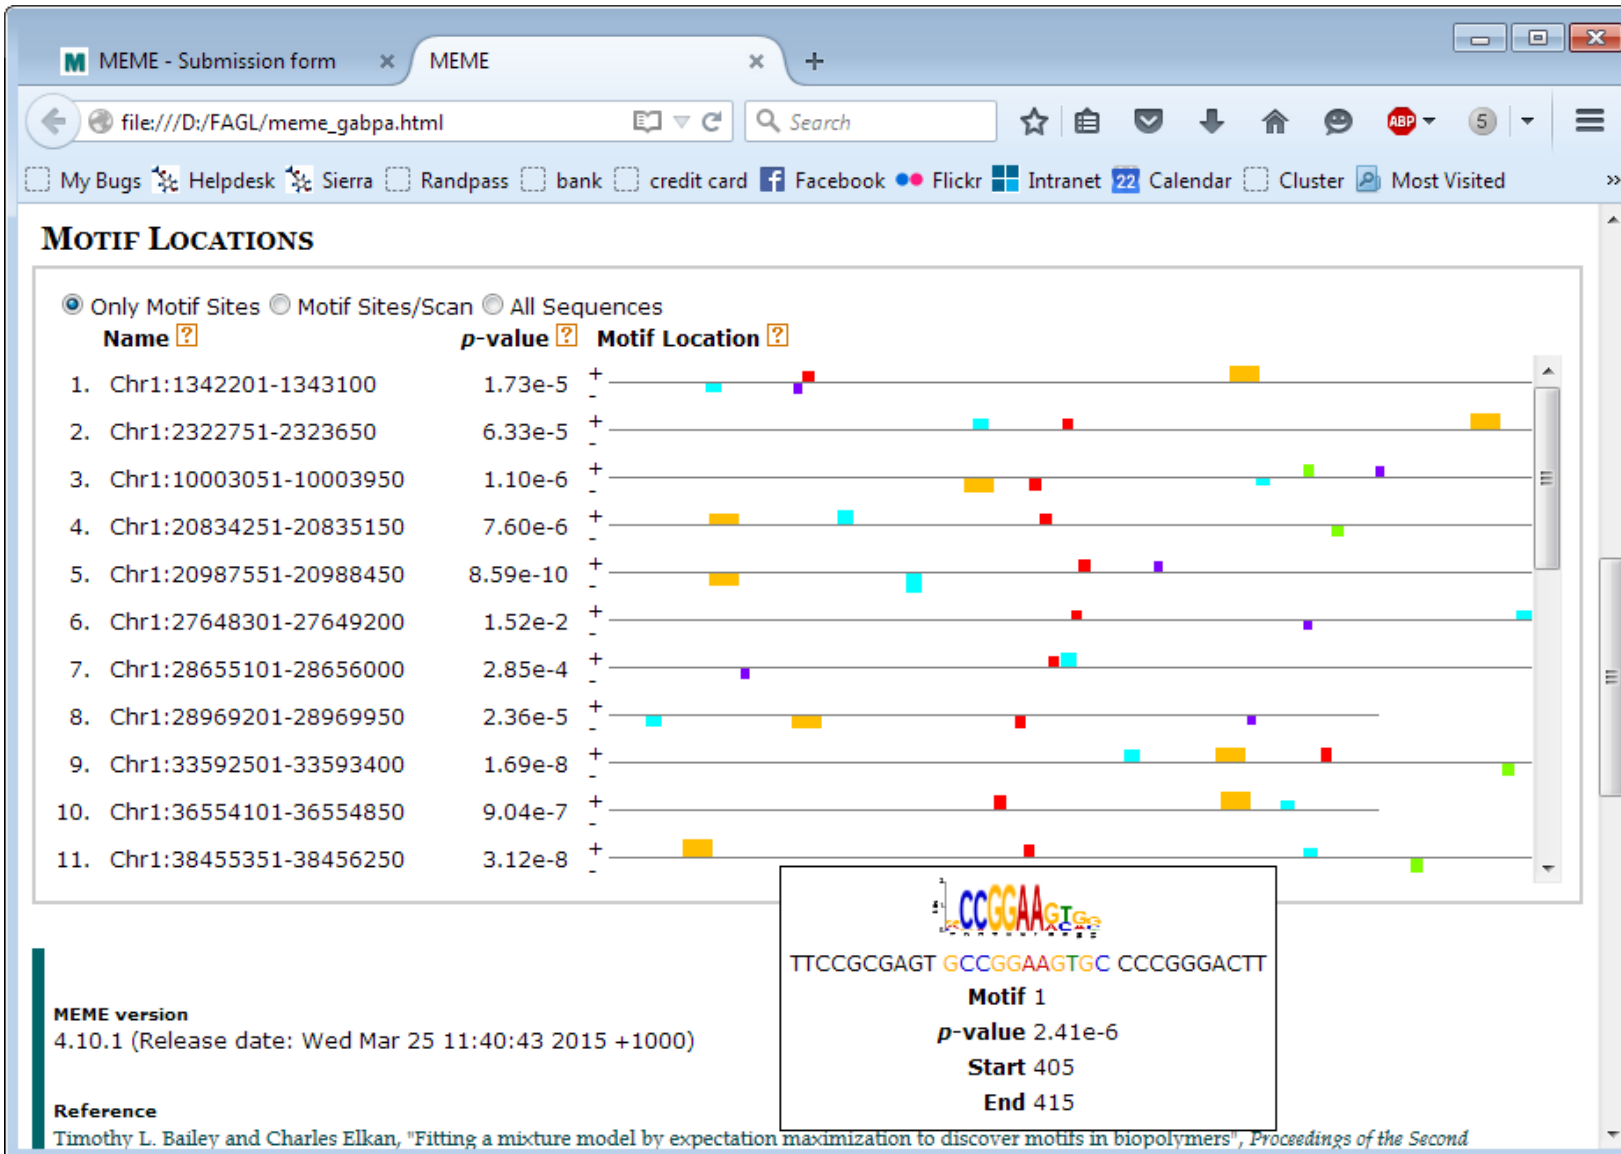 MEME - Submission form
MEME
file:///D:/FAGL/meme_gabpa.html
Search
ABP
5
My Bugs Helpdesk Sierra Randpass bank credit card Facebook Flickr Intranet 22 Calendar Cluster Most Visited
MOTIF LOCATIONS
Only Motif Sites Motif Sites/Scan All Sequences
Name ? p-value ? Motif Location ?
1. Chr1:1342201-1343100 1.73e-5 + -
2. Chr1:2322751-2323650 6.33e-5 + -
3. Chr1:10003051-10003950 1.10e-6 + -
4. Chr1:20834251-20835150 7.60e-6 + -
5. Chr1:20987551-20988450 8.59e-10 + -
6. Chr1:27648301-27649200 1.52e-2 + -
7. Chr1:28655101-28656000 2.85e-4 + -
8. Chr1:28969201-28969950 2.36e-5 + -
9. Chr1:33592501-33593400 1.69e-8 + -
10. Chr1:36554101-36554850 9.04e-7 + -
11. Chr1:38455351-38456250 3.12e-8 + -
CCGGAAGTG
TTCCGCGAGT GCCGGAAGTGC CCCGGGACTT
Motif 1
p-value 2.41e-6
Start 405
End 415
MEME version
4.10.1 (Release date: Wed Mar 25 11:40:43 2015 +1000)
Reference
Timothy L. Bailey and Charles Elkan, "Fitting a mixture model by expectation maximization to discover motifs in biopolymers", Proceedings of the Second